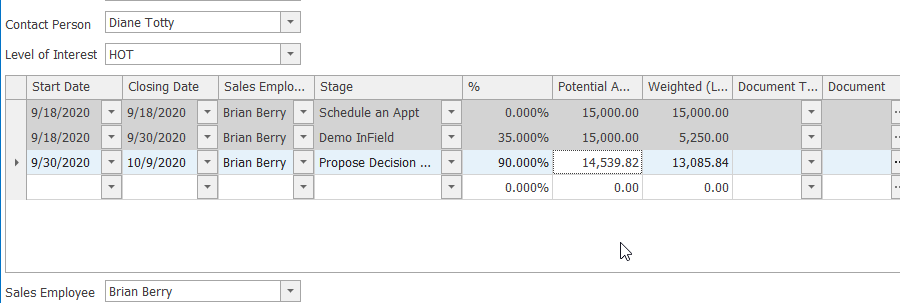 Contact Person Diane Totty
Level of Interest HOT
Start Date Closing Date Sales Emplo... Stage % Potential A... Weighted (L... Document T... Document
9/18/2020 9/18/2020 Brian Berry Schedule an Appt 0.000% 15,000.00 15,000.00
9/18/2020 9/30/2020 Brian Berry Demo InField 35.000% 15,000.00 5,250.00
9/30/2020 10/9/2020 Brian Berry Propose Decision ... 90.000% 14,539.82 13,085.84
0.000% 0.00 0.00
Sales Employee Brian Berry